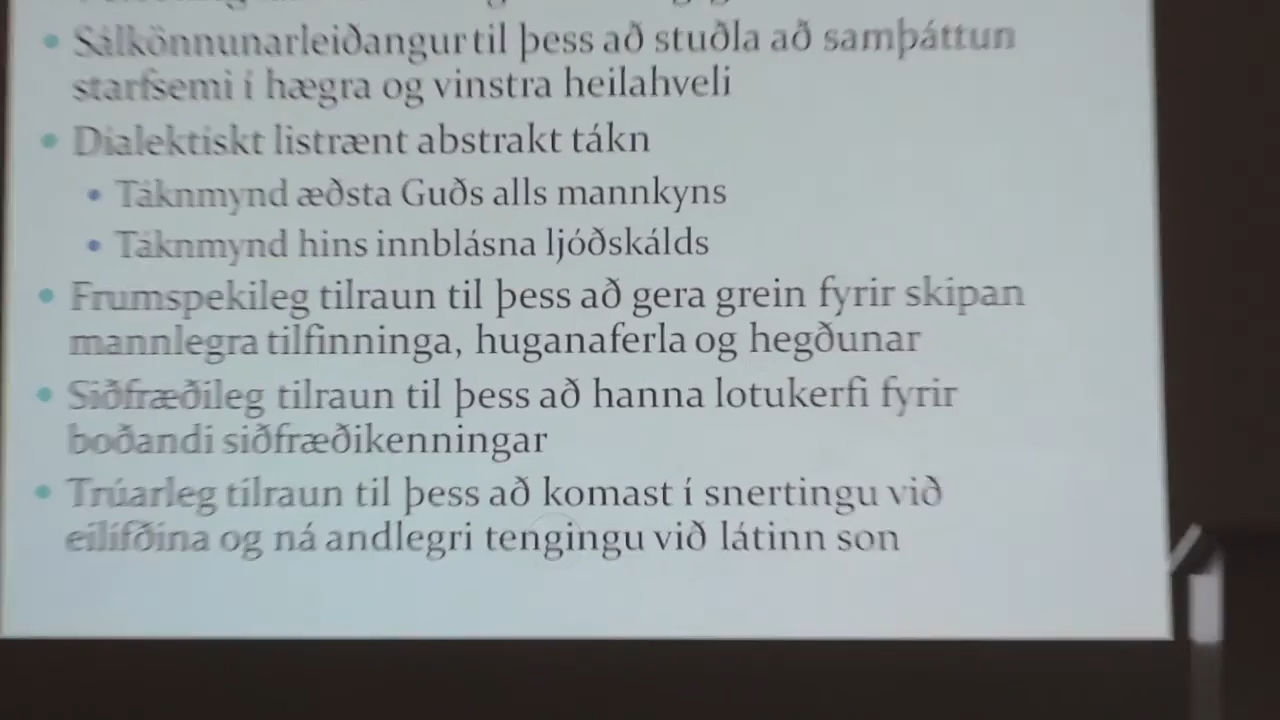 • Sálkönnunarleiðangur til þess að stuðla að samþáttun
starfsemi í hægra og vinstra heilahveli
• Díalektiskt listrænt abstrakt tákn
• Táknmynd æðsta Guðs alls mannkyns
• Táknmynd hins innblásna ljóðskálds
• Frumspekileg tilraun til þess að gera grein fyrir skipan
mannlegra tilfinninga, huganaferla og hegðunar
• Siðfræðileg tilraun til þess að hanna lotukerfi fyrir
boðandi siðfræðikenningar
• Trúarleg tilraun til þess að komast í snertingu við
eilífðina og ná andlegri tengingu við látinn son